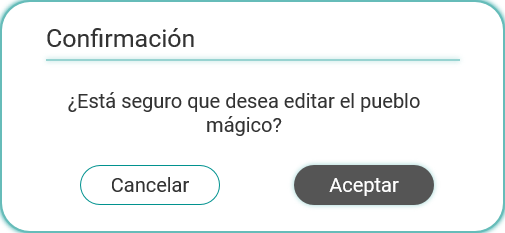 Confirmación
¿Está seguro que desea editar el pueblo
mágico?
Cancelar
Aceptar